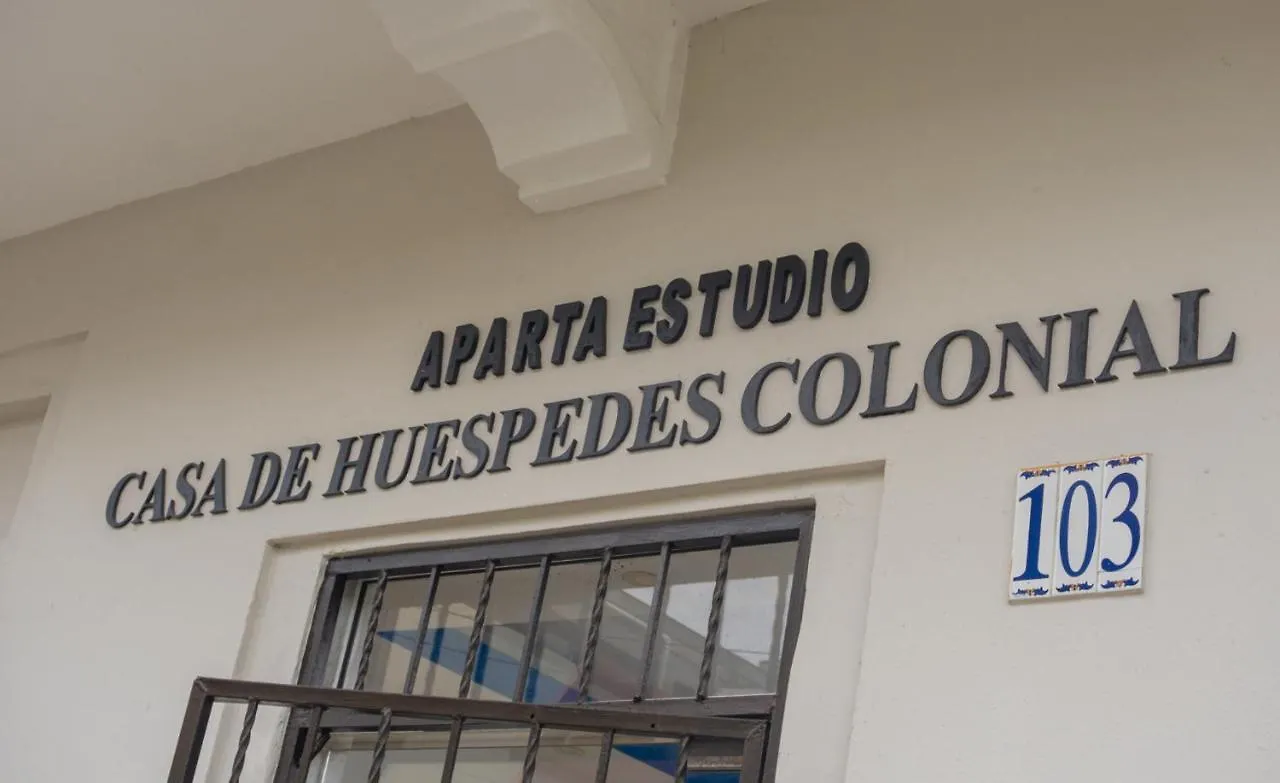 APARTA ESTUDIO
CASA DE HUESPEDES COLONIAL
103